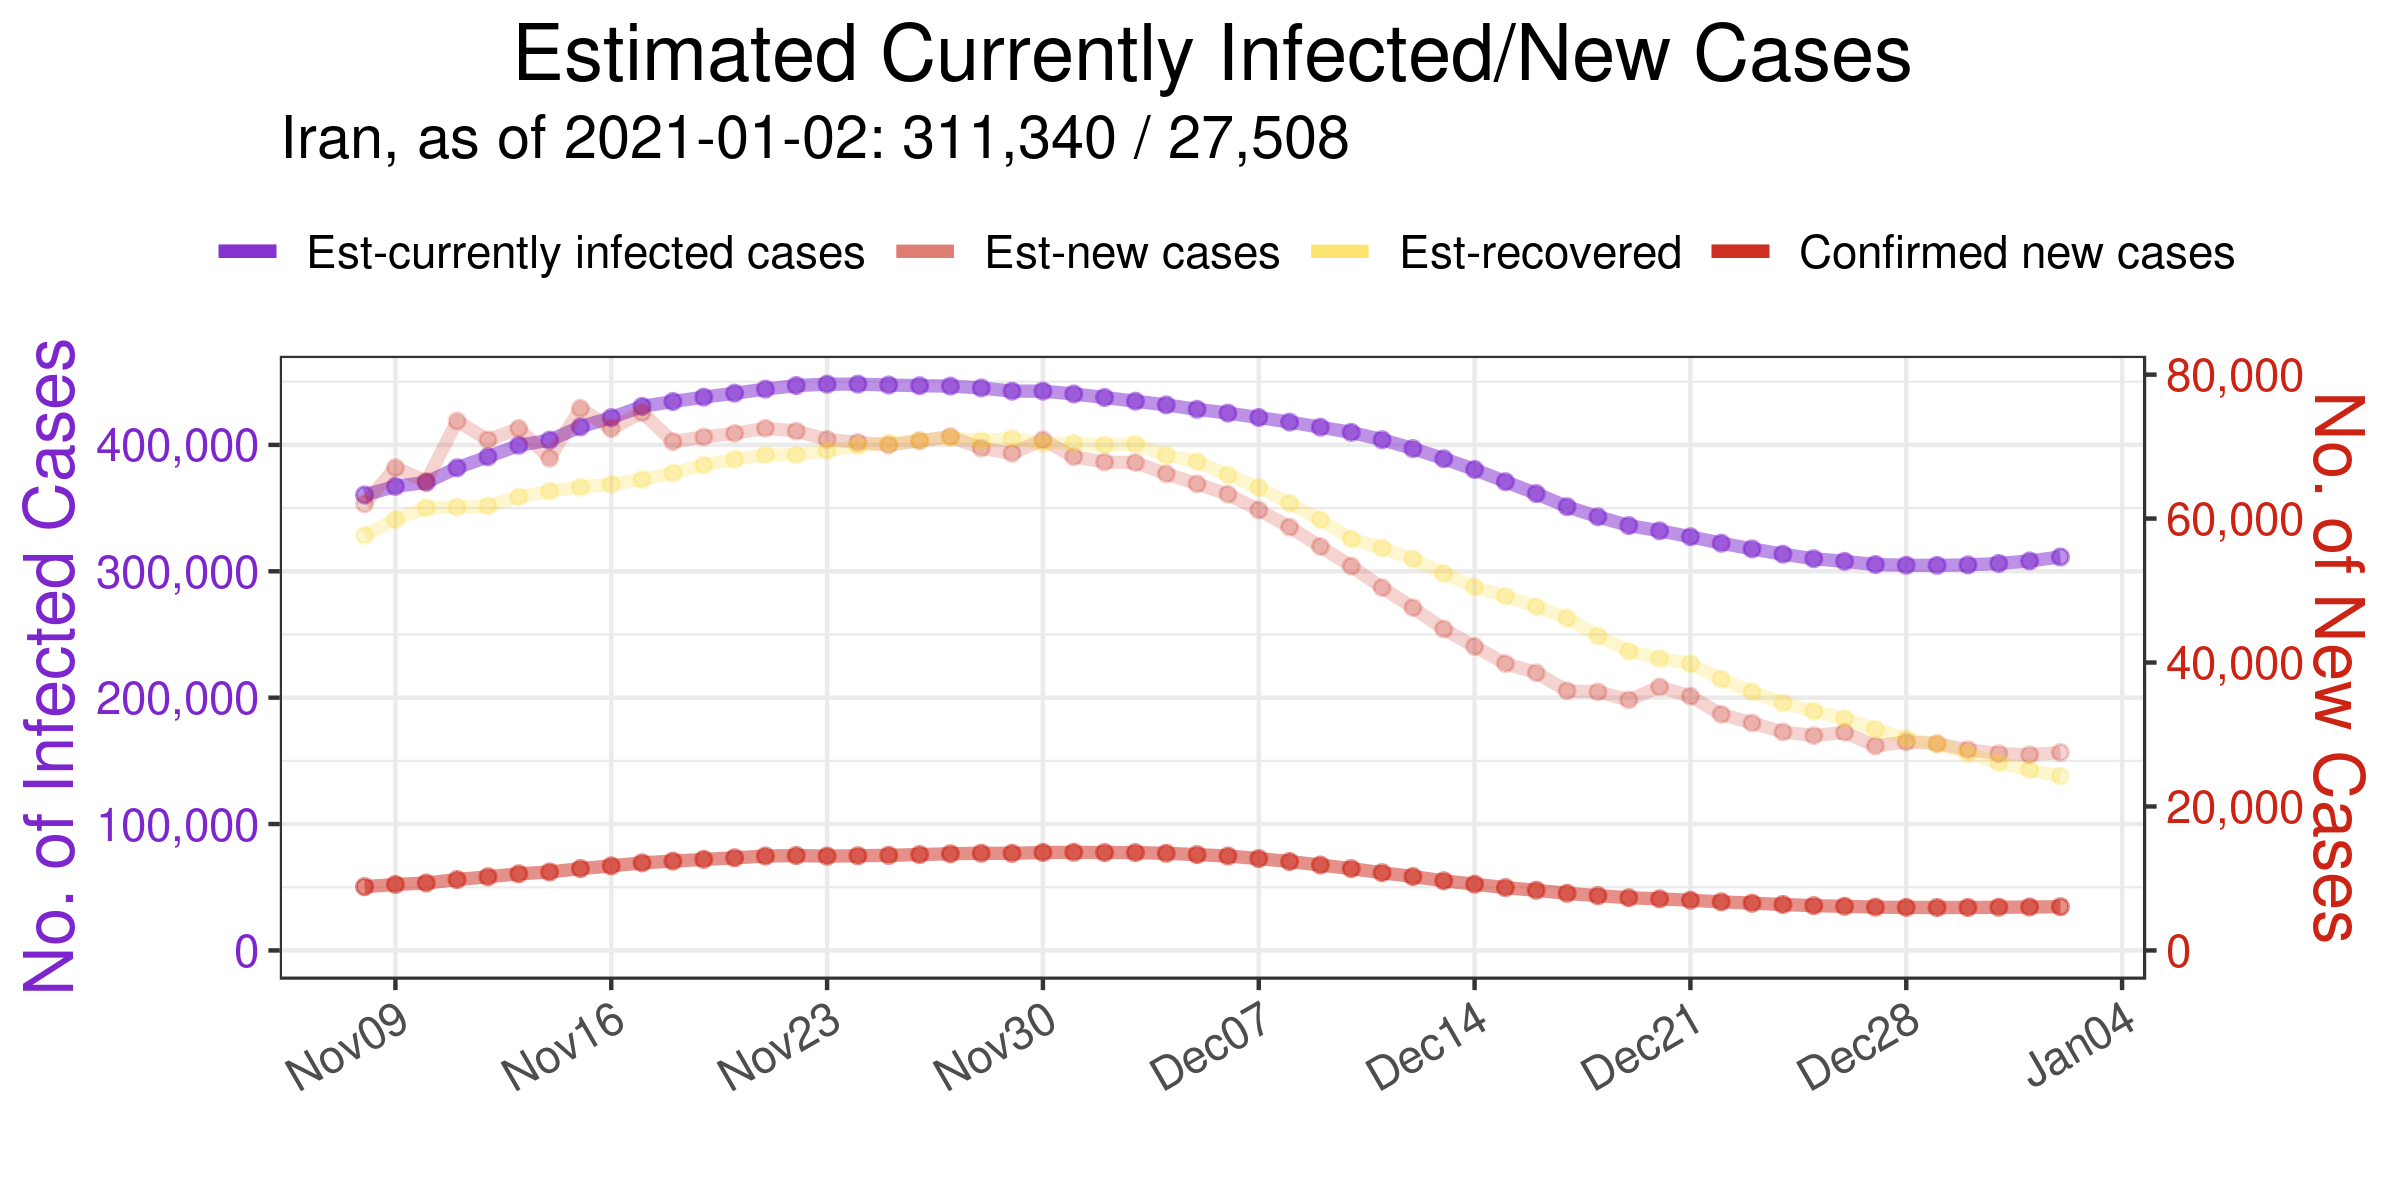 Estimated Currently Infected/New Cases
Iran, as of 2021-01-02: 311,340 / 27,508
Est-currently infected cases Est-new cases Est-recovered Confirmed new cases
No. of Infected Cases
400,000
300,000
200,000
100,000
0
80,000
60,000
40,000
20,000
0
No. of New Cases
Nov09 Nov16 Nov23 Nov30 Dec07 Dec14 Dec21 Dec28 Jan04